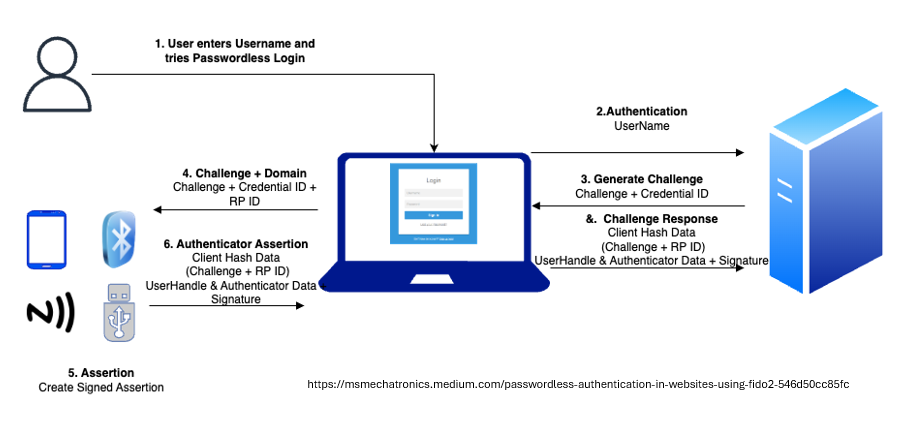 1. User enters Username and
tries Passwordless Login
2.Authentication
UserName
3. Generate Challenge
Challenge + Credential ID
4. Challenge + Domain
Challenge + Credential ID +
RP ID
Login
&. Challenge Response
Client Hash Data
(Challenge + RP ID)
UserHandle & Authenticator Data + Signature
6. Authenticator Assertion
Client Hash Data
(Challenge + RP ID)
UserHandle & Authenticator Data +
Signature
5. Assertion
Create Signed Assertion
https://msmechatronics.medium.com/passwordless-authentication-in-websites-using-fido2-546d50cc85fc